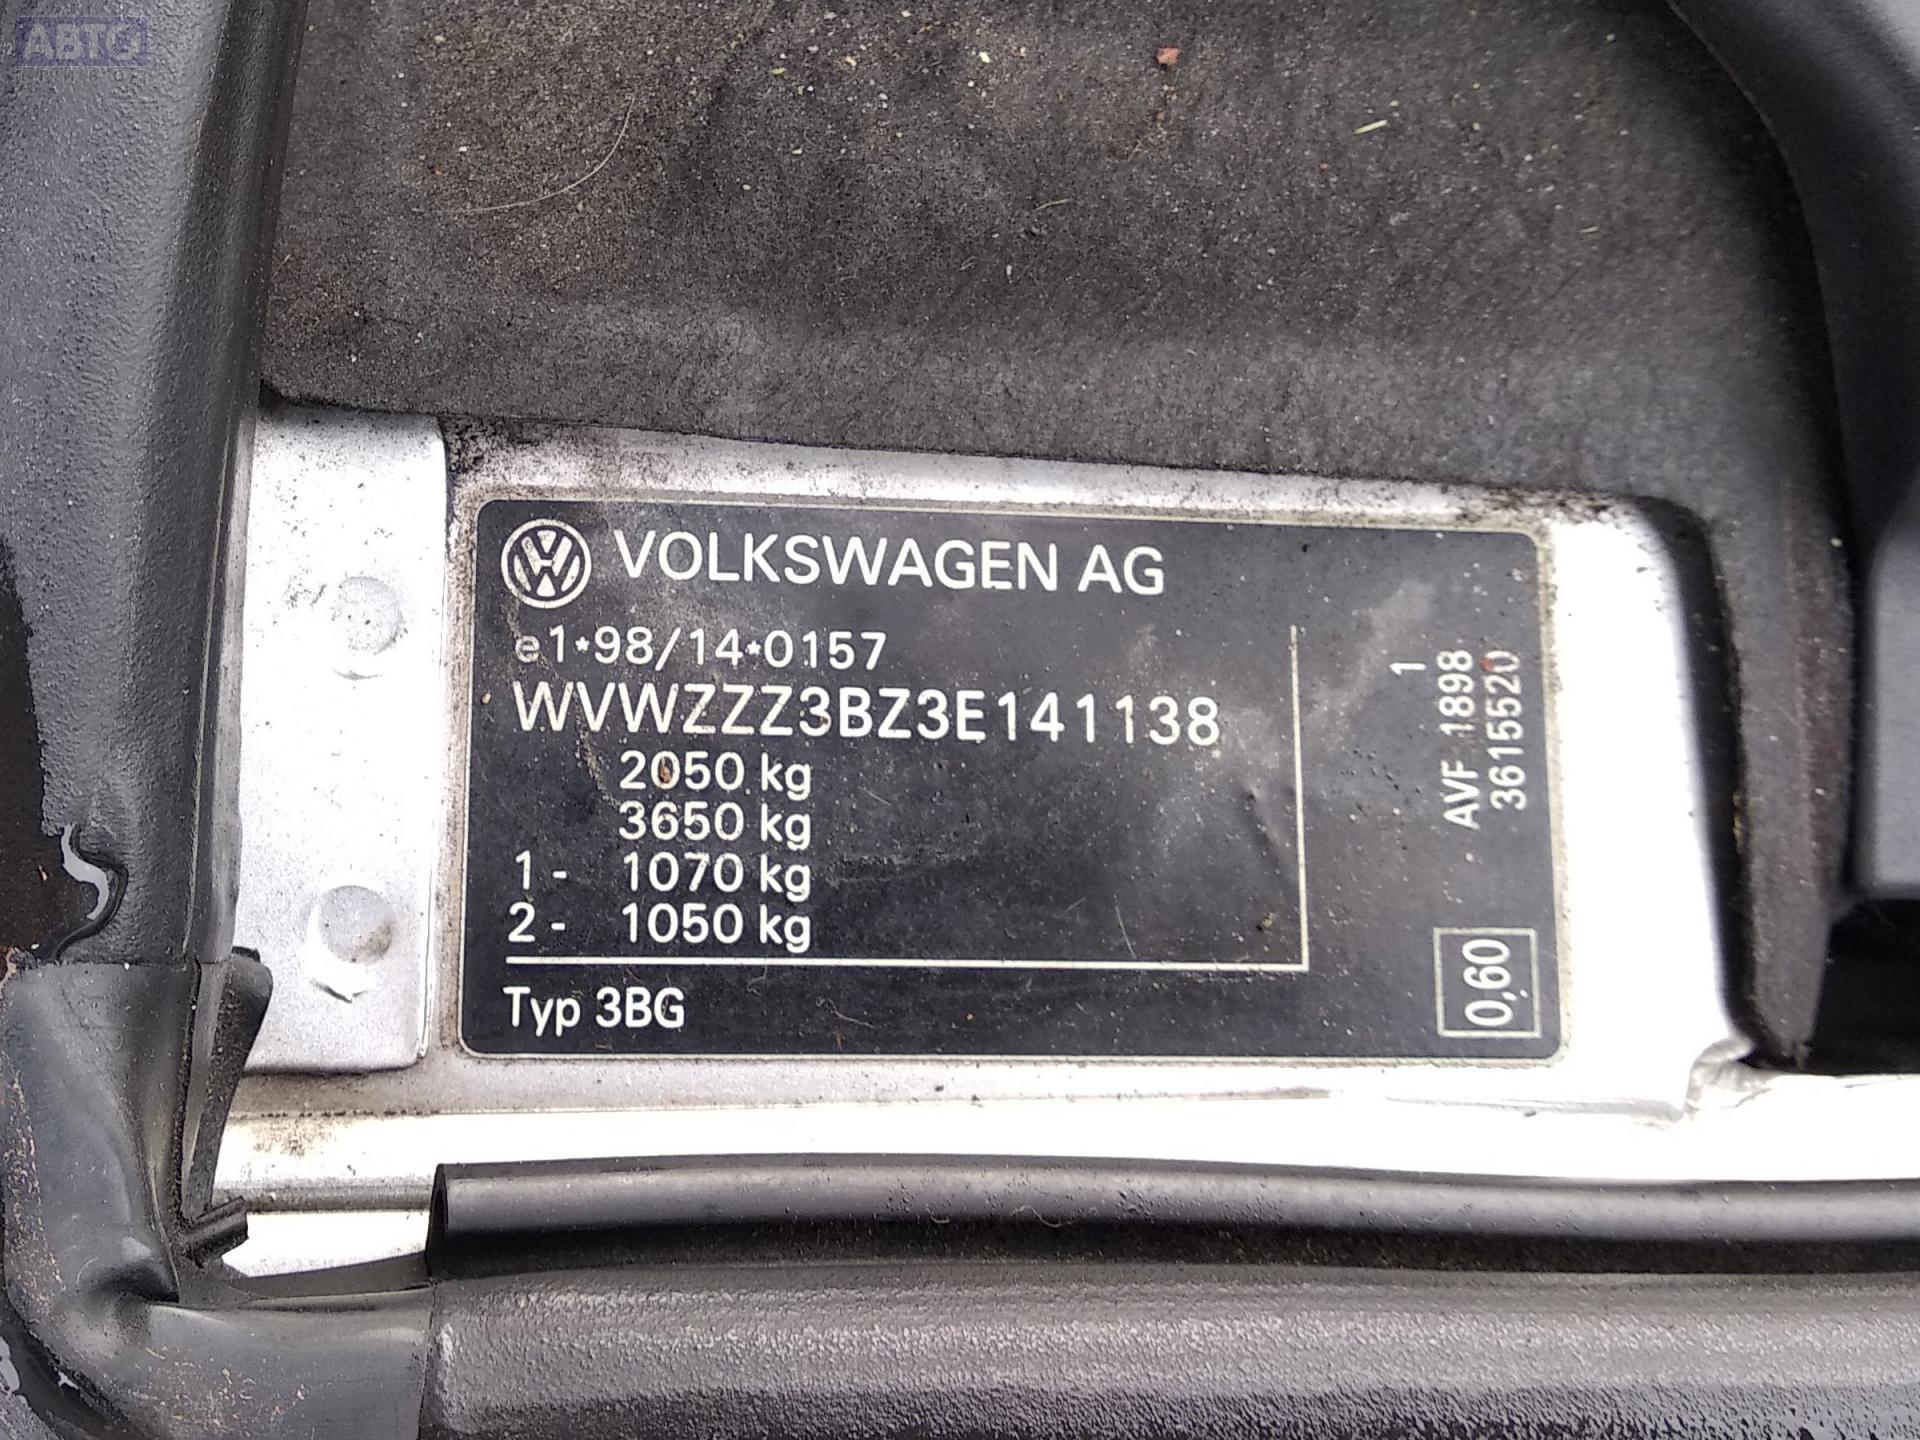 АВТО
VOLKSWAGEN AG
e1*98/14*0157
WVWZZZ3BZ3E141138
2050 kg
3650 kg
1- 1070 kg
2- 1050 kg
Typ 3BG
1
AVF 1898
3615520
0,60